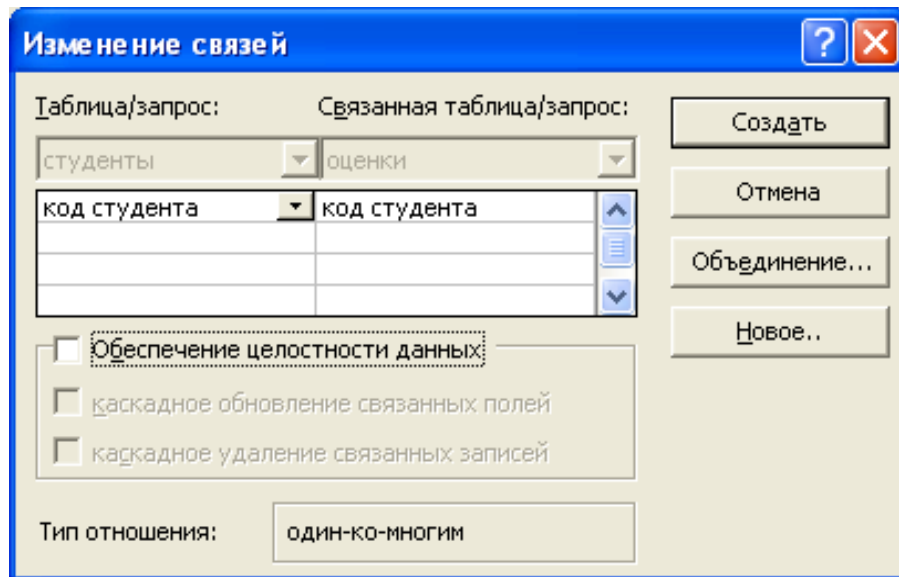 Изменение связей
Таблица/запрос: Связанная таблица/запрос:
Создать
студенты оценки
Отмена
код студента код студента
Объединение...
Новое..
Обеспечение целостности данных
каскадное обновление связанных полей
каскадное удаление связанных записей
Тип отношения: один-ко-многим